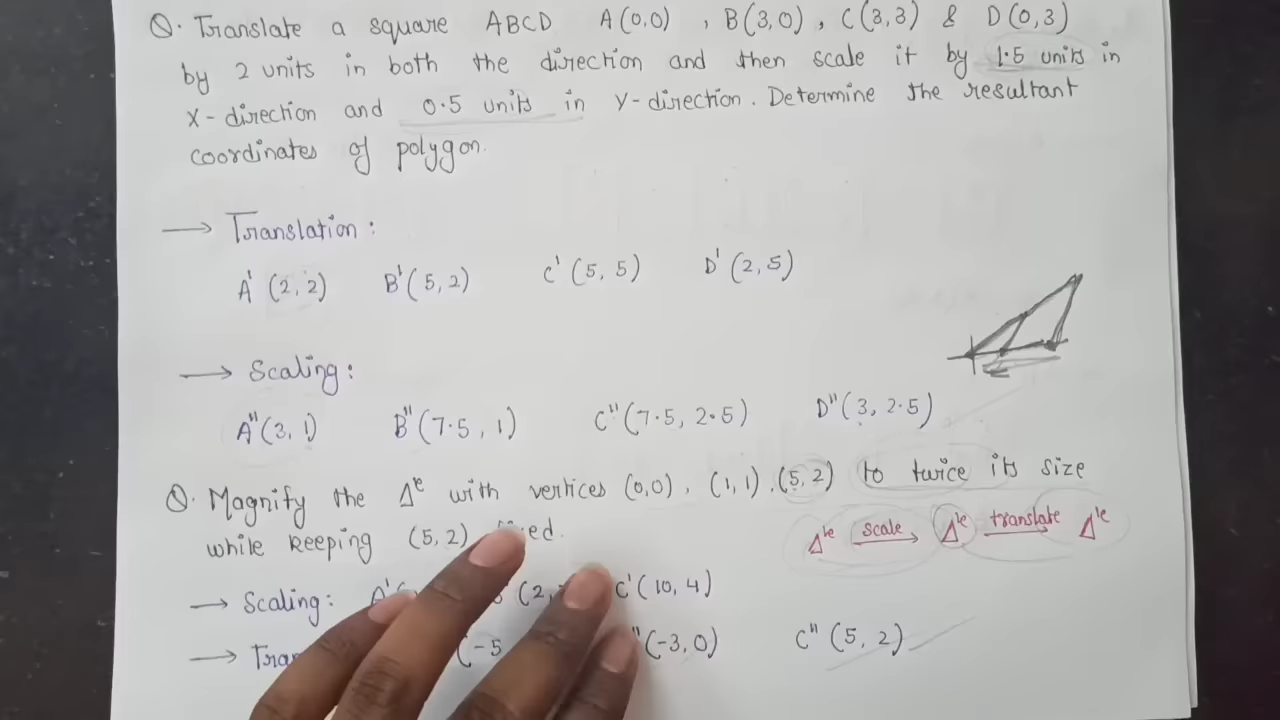 Q. Translate a square ABCD A(0,0), B(3,0), C(3,3) & D(0,3)
by 2 units in both the direction and then scale it by 1.5 units in
X-direction and 0.5 units in Y-direction. Determine the resultant
coordinates of polygon.
→ Translation:
A'(2,2) B'(5,2) C'(5,5) D'(2,5)
→ Scaling:
A"(3,1) B"(7.5,1) C"(7.5,2.5) D"(3,2.5)
Q. Magnify the Δle with vertices (0,0), (1,1), (5,2) to twice its size
while keeping (5,2)
Δle scale→ Δle translate→ Δle
→ Scaling: C'(10,4)
→ (-3,0) C"(5,2)